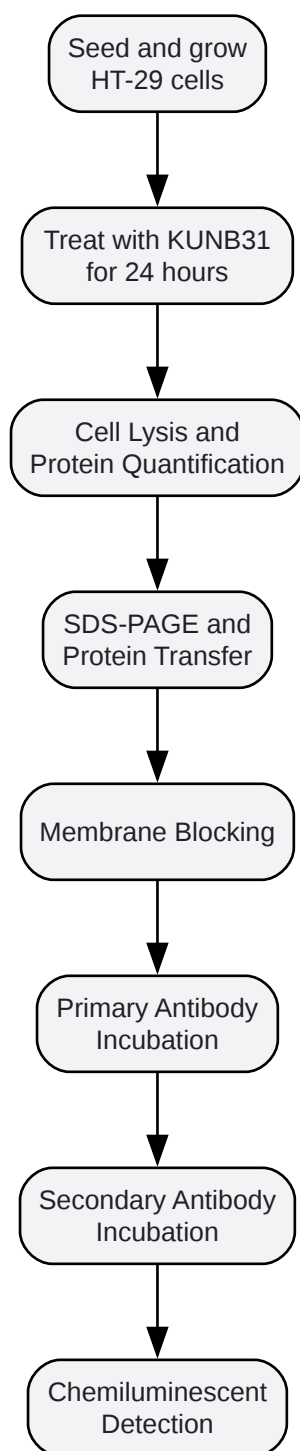 Seed and grow
HT-29 cells
Treat with KUNB31
for 24 hours
Cell Lysis and
Protein Quantification
SDS-PAGE and
Protein Transfer
Membrane Blocking
Primary Antibody
Incubation
Secondary Antibody
Incubation
Chemiluminescent
Detection